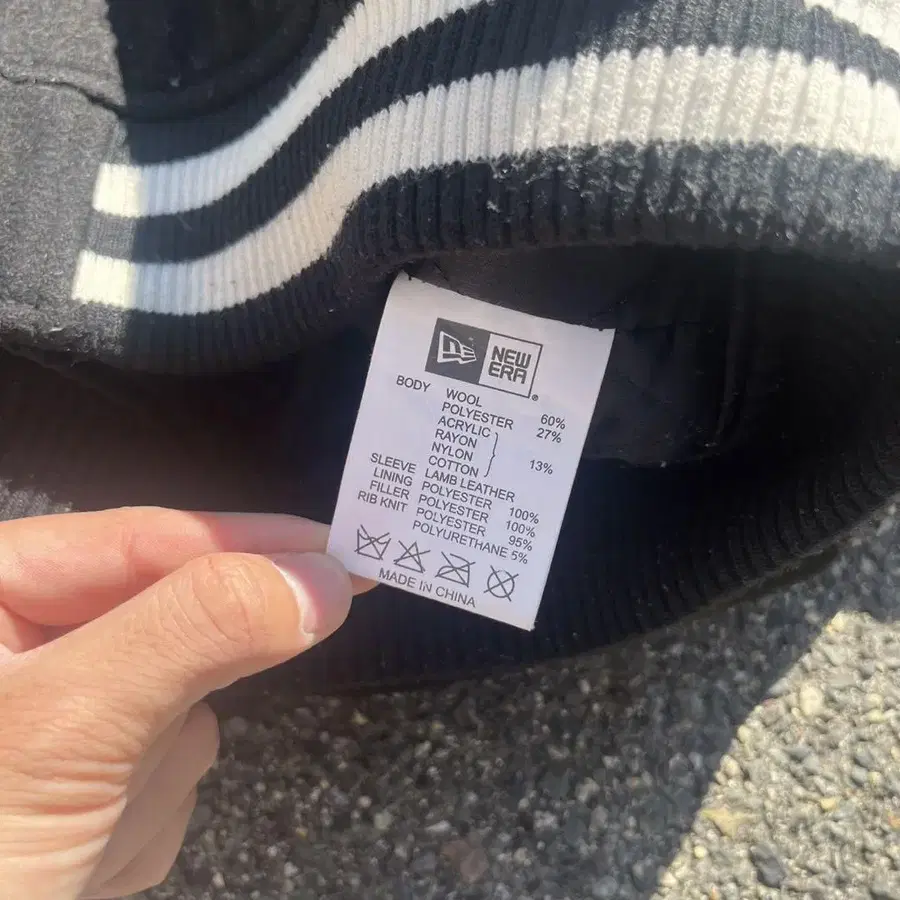 NEW
ERA
BODY WOOL 60%
POLYESTER 27%
ACRYLIC
RAYON
NYLON 13%
COTTON
SLEEVE LAMB LEATHER
LINING POLYESTER 100%
FILLER POLYESTER 100%
RIB KNIT POLYESTER 95%
POLYURETHANE 5%
MADE IN CHINA